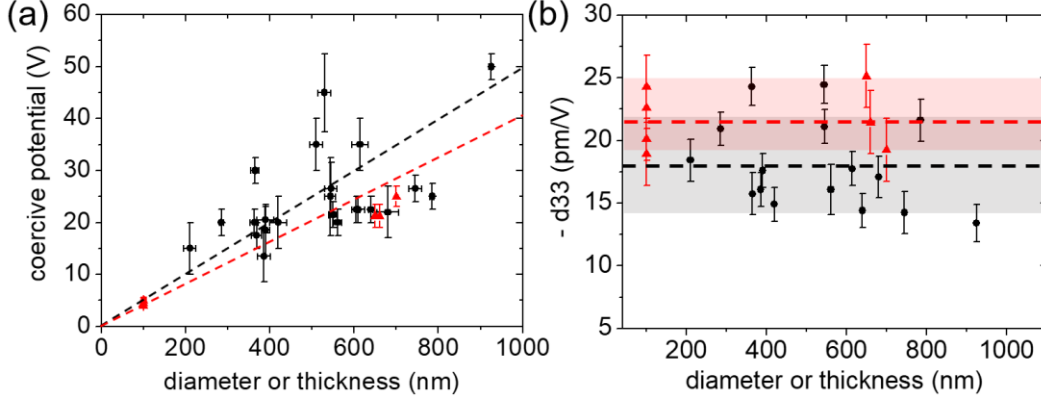 (a)
coercive potential (V)
50
40
30
20
10
0
0 200 400 600 800 1000
diameter or thickness (nm)
(b)
- d33 (pm/V)
30
25
20
15
10
5
200 400 600 800 1000
diameter or thickness (nm)